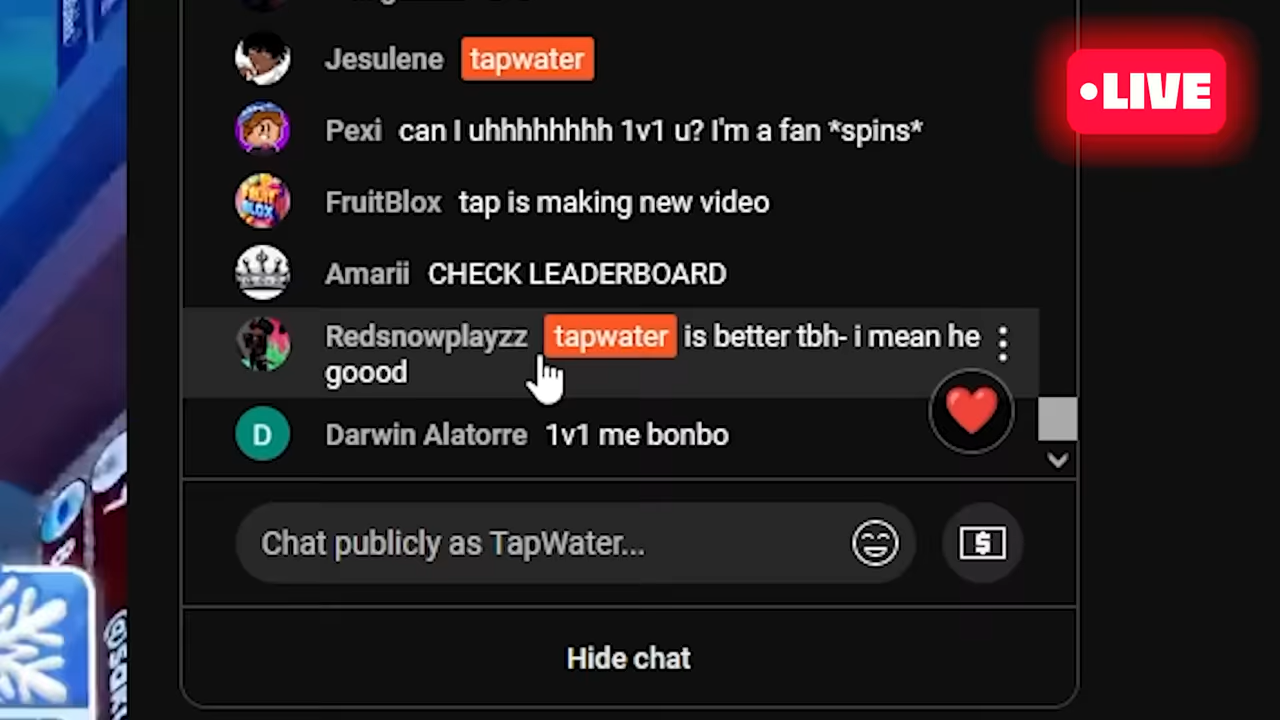 •LIVE
Jesulene tapwater
Pexi can I uhhhhhhhh 1v1 u? I'm a fan *spins*
FruitBlox tap is making new video
Amarii CHECK LEADERBOARD
Redsnowplayzz tapwater is better tbh- i mean he
goood
D Darwin Alatorre 1v1 me bonbo
Chat publicly as TapWater...
$
Hide chat